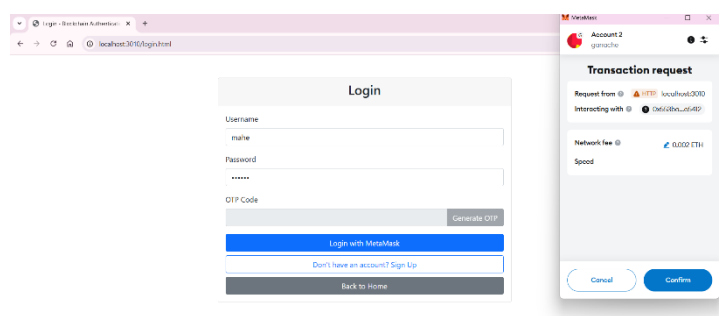 Login - Blockchain Authenticati
localhost:3010/login.html
Login
Username
mahe
Password
OTP Code
Generate OTP
Login with MetaMask
Don't have an account? Sign Up
Back to Home
MetaMask
Account 2
ganache
Transaction request
Request from HTTP localhost:3010
Interacting with
Network fee 0.002 ETH
Speed
Cancel
Confirm